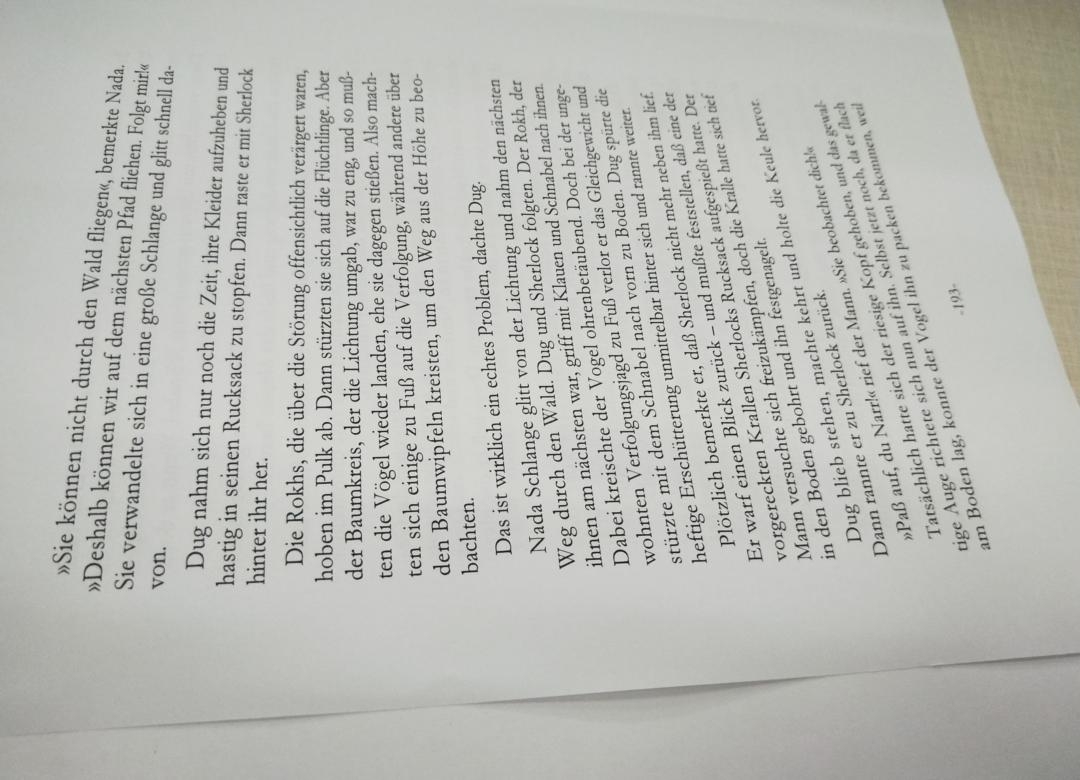 »Sie können nicht durch den Wald fliegen«, bemerkte Nada.
»Deshalb können wir auf dem nächsten Pfad fliehen. Folgt mir!«
Sie verwandelte sich in eine große Schlange und glitt schnell da-
von.
Dug nahm sich nur noch die Zeit, ihre Kleider aufzuheben und
hastig in seinen Rucksack zu stopfen. Dann raste er mit Sherlock
hinter ihr her.
Die Rokhs, die über die Störung offensichtlich verärgert waren,
hoben im Pulk ab. Dann stürzten sie sich auf die Flüchtlinge. Aber
der Baumkreis, der die Lichtung umgab, war zu eng, und so muß-
ten die Vögel wieder landen, ehe sie dagegen stießen. Also mach-
ten sich einige zu Fuß auf die Verfolgung, während andere über
den Baumwipfeln kreisten, um den Weg aus der Höhe zu beo-
bachten.
Das ist wirklich ein echtes Problem, dachte Dug.
Nada Schlange glitt von der Lichtung und nahm den nächsten
Weg durch den Wald. Dug und Sherlock folgten. Der Rokh, der
ihnen am nächsten war, griff mit Klauen und Schnabel nach ihnen.
Dabei kreischte der Vogel ohrenbetäubend. Doch bei der unge-
wohnten Verfolgungsjagd zu Fuß verlor er das Gleichgewicht und
stürzte mit dem Schnabel nach vorn zu Boden. Dug spürte die
heftige Erschütterung unmittelbar hinter sich und rannte weiter.
Plötzlich bemerkte er, daß Sherlock nicht mehr neben ihm lief.
Er warf einen Blick zurück – und mußte feststellen, daß eine der
vorgereckten Krallen Sherlocks Rucksack aufgespießt hatte. Der
Mann versuchte sich freizukämpfen, doch die Kralle hatte sich tief
in den Boden gebohrt und ihn festgenagelt.
Dug blieb stehen, machte kehrt und holte die Keule hervor.
Dann rannte er zu Sherlock zurück.
»Paß auf, du Narr!« rief der Mann. »Sie beobachtet dich!«
Tatsächlich hatte sich der riesige Kopf gehoben, und das gewal-
tige Auge richtete sich nun auf ihn. Selbst jetzt noch, da er flach
am Boden lag, konnte der Vogel ihn zu packen bekommen, weil
-193-